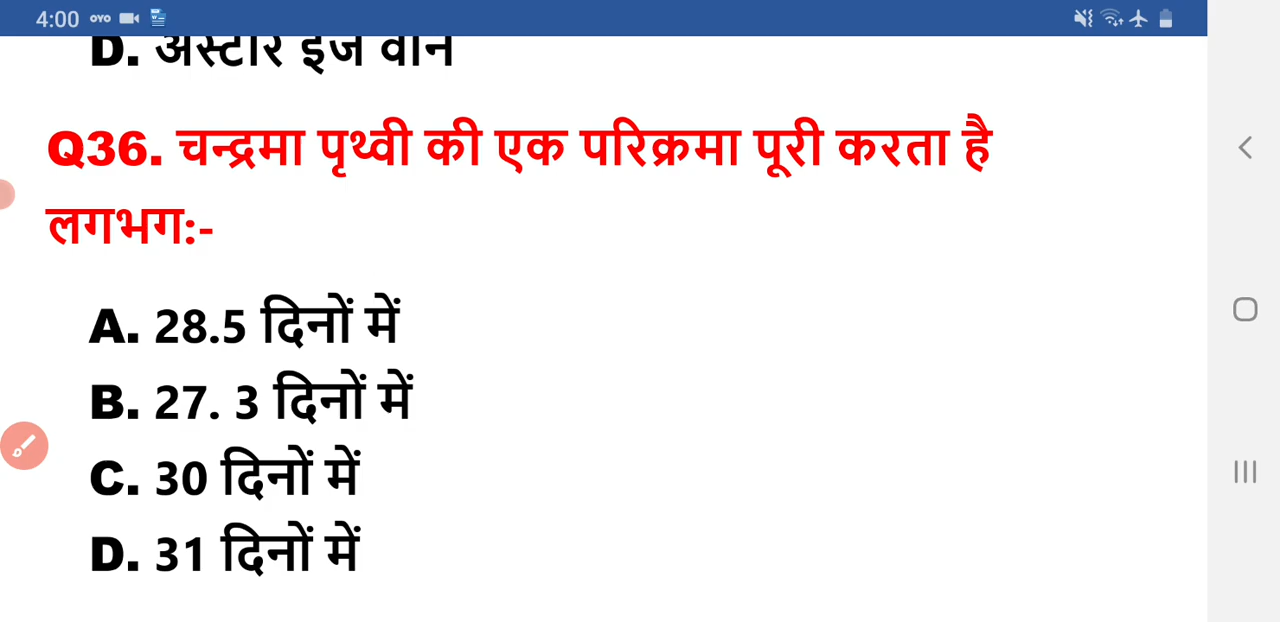 4:00
D. अस्टार इज वान
Q36. चन्द्रमा पृथ्वी की एक परिक्रमा पूरी करता है
लगभग:-
A. 28.5 दिनों में
B. 27. 3 दिनों में
C. 30 दिनों में
D. 31 दिनों में